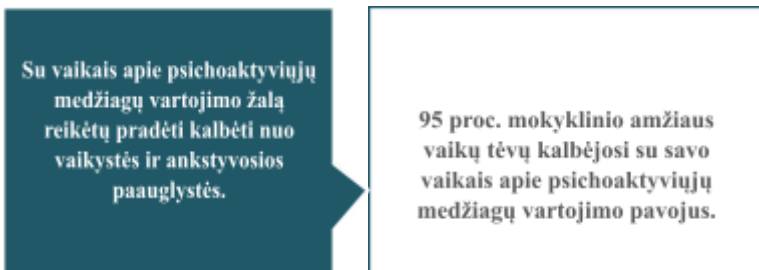 Su vaikais apie psichoaktyviųjų
medžiagų vartojimo žalą
reikėtų pradėti kalbėti nuo
vaikystės ir ankstyvosios
paauglystės.
95 proc. mokyklinio amžiaus
vaikų tėvų kalbėjosi su savo
vaikais apie psichoaktyviųjų
medžiagų vartojimo pavojus.